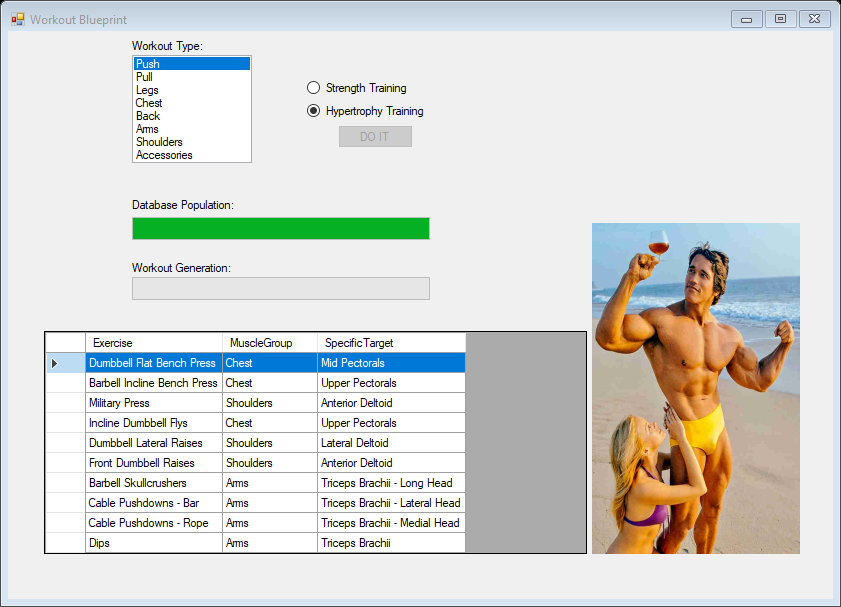 Workout Blueprint
Workout Type:
Push
Pull
Legs
Chest
Back
Arms
Shoulders
Accessories
Strength Training
Hypertrophy Training
DO IT
Database Population:
Workout Generation:
Exercise MuscleGroup SpecificTarget
Dumbbell Flat Bench Press Chest Mid Pectorals
Barbell Incline Bench Press Chest Upper Pectorals
Military Press Shoulders Anterior Deltoid
Incline Dumbbell Flys Chest Upper Pectorals
Dumbbell Lateral Raises Shoulders Lateral Deltoid
Front Dumbbell Raises Shoulders Anterior Deltoid
Barbell Skullcrushers Arms Triceps Brachii - Long Head
Cable Pushdowns - Bar Arms Triceps Brachii - Lateral Head
Cable Pushdowns - Rope Arms Triceps Brachii - Medial Head
Dips Arms Triceps Brachii